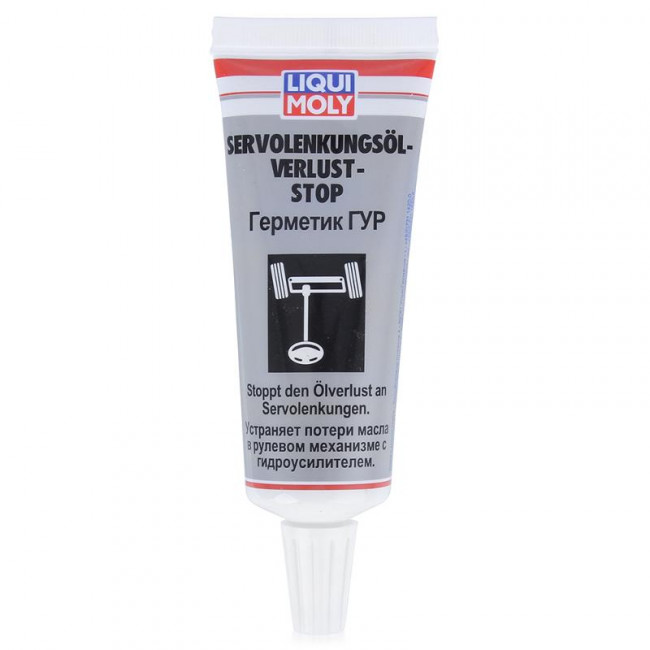 LIQUI
MOLY
SERVOLENKUNGSÖL-
VERLUST-
STOP
Герметик ГУР
Stoppt den Ölverlust an
Servolenkungen.
Устраняет потери масла
в рулевом механизме с
гидроусилителем.